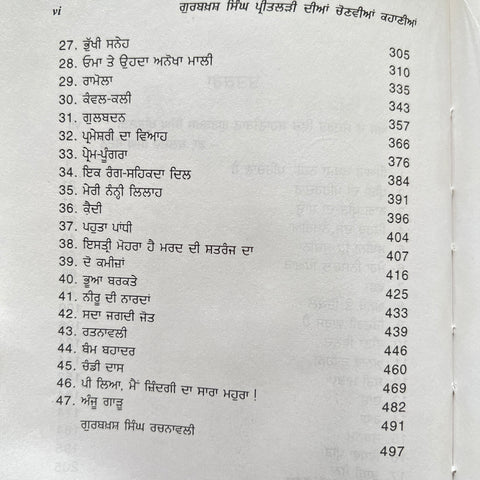 vi ਗੁਰਬਖ਼ਸ਼ ਸਿੰਘ ਪ੍ਰੀਤਲੜੀ ਦੀਆਂ ਚੋਣਵੀਆਂ ਕਹਾਣੀਆਂ
27. ਭੁੱਖੀ ਸਨੇਹ 305
28. ਓਮਾ ਤੇ ਉਹਦਾ ਅਨੋਖਾ ਮਾਲੀ 310
29. ਰਾਮੋਲਾ 335
30. ਕੰਵਲ-ਕਲੀ 343
31. ਗੁਲਬਦਨ 357
32. ਪ੍ਰਮੇਸ਼ਰੀ ਦਾ ਵਿਆਹ 366
33. ਪ੍ਰੇਮ-ਪੂੰਗਰਾ 376
34. ਇਕ ਰੰਗ-ਸਹਿਕਦਾ ਦਿਲ 384
35. ਮੇਰੀ ਨੰਨ੍ਹੀ ਲਿਲਾਹ 391
36. ਕ਼ੈਦੀ 396
37. ਪਹੁਤਾ ਪਾਂਧੀ 404
38. ਇਸਤ੍ਰੀ ਮੋਹਰਾ ਹੈ ਮਰਦ ਦੀ ਸ਼ਤਰੰਜ ਦਾ 407
39. ਦੋ ਕਮੀਜ਼ਾਂ 416
40. ਭੂਆ ਬਰਕਤੇ 425
41. ਨੀਰੂ ਦੀ ਨਾਰਦਾਂ 433
42. ਸਦਾ ਜਗਦੀ ਜੋਤ 439
43. ਰਤਨਾਵਲੀ 446
44. ਬੰਮ ਬਹਾਦਰ 460
45. ਚੰਡੀ ਦਾਸ 469
46. ਪੀ ਲਿਆ, ਮੈਂ ਜ਼ਿੰਦਗੀ ਦਾ ਸਾਰਾ ਮਹੁਰਾ ! 482
47. ਅੰਜੂ ਗਾੜੂ 491
ਗੁਰਬਖ਼ਸ਼ ਸਿੰਘ ਰਚਨਾਵਲੀ 497